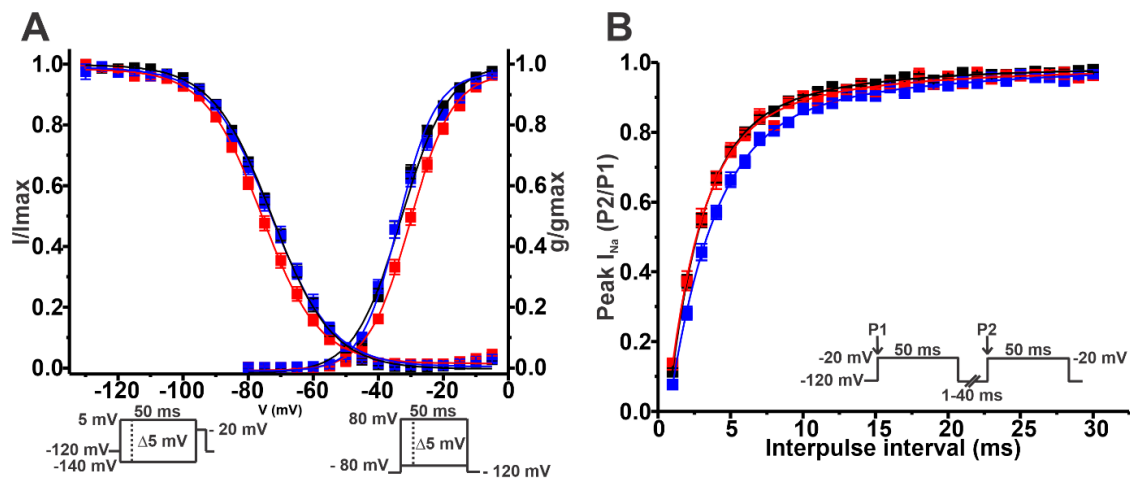 A
B
1.0
0.8
0.6
0.4
0.2
0.0
I/Imax
1.0
0.8
0.6
0.4
0.2
0.0
g/gmax
-120 -100 -80 -60 -40 -20 0
V (mV)
5 mV
50 ms
-120 mV
-140 mV
Δ5 mV
- 20 mV
80 mV
50 ms
Δ5 mV
- 80 mV
- 120 mV
1.0
0.8
0.6
0.4
0.2
0.0
Peak INa (P2/P1)
P1
P2
-20 mV
50 ms
50 ms
-20 mV
-120 mV
1-40 ms
0 5 10 15 20 25 30
Interpulse interval (ms)